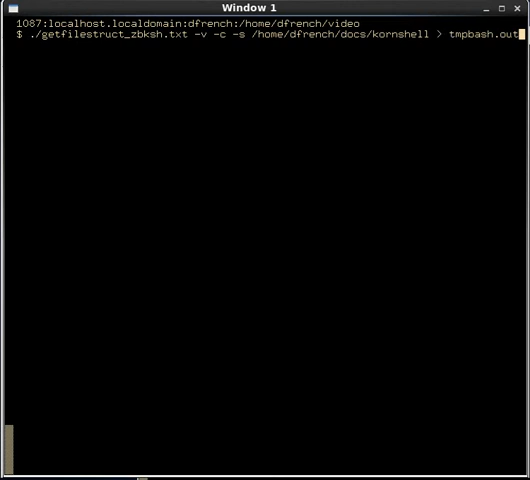 Window 1
1087:localhost.localdomain:dfrench:/home/dfrench/video
$ ./getfilestruct_zbksh.txt -v -c -s /home/dfrench/docs/kornshell > tmpbash.out